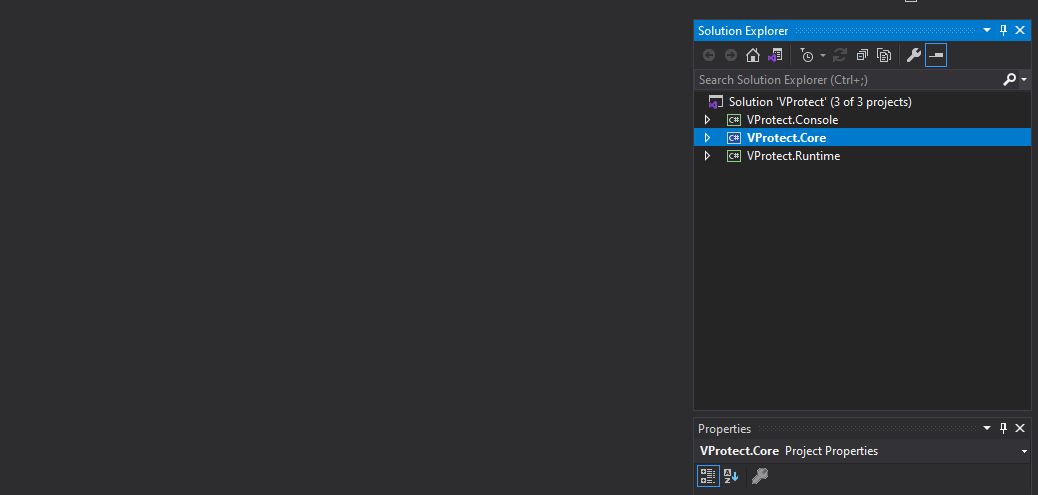 Solution Explorer
Search Solution Explorer (Ctrl+;)
Solution 'VProtect' (3 of 3 projects)
C# VProtect.Console
C# VProtect.Core
C# VProtect.Runtime
Properties
VProtect.Core Project Properties